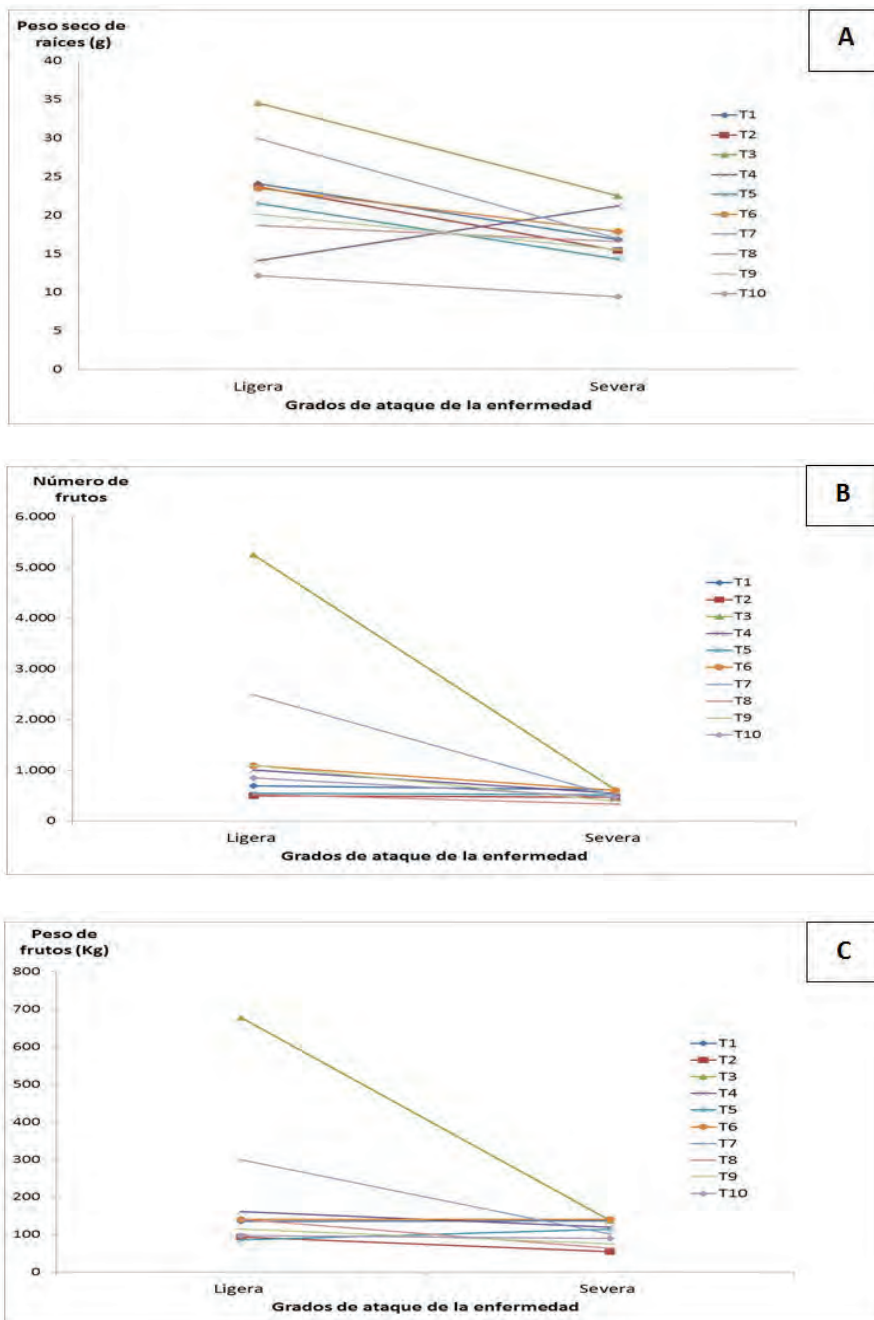 Peso seco de
raíces (g)
A
40
35
30
25
20
15
10
5
0
Ligera
Severa
Grados de ataque de la enfermedad
T1
T2
T3
T4
T5
T6
T7
T8
T9
T10
Número de
frutos
B
6.000
5.000
4.000
3.000
2.000
1.000
0
Ligera
Severa
Grados de ataque de la enfermedad
T1
T2
T3
T4
T5
T6
T7
T8
T9
T10
Peso de
frutos (Kg)
C
800
700
600
500
400
300
200
100
0
Ligera
Severa
Grados de ataque de la enfermedad
T1
T2
T3
T4
T5
T6
T7
T8
T9
T10